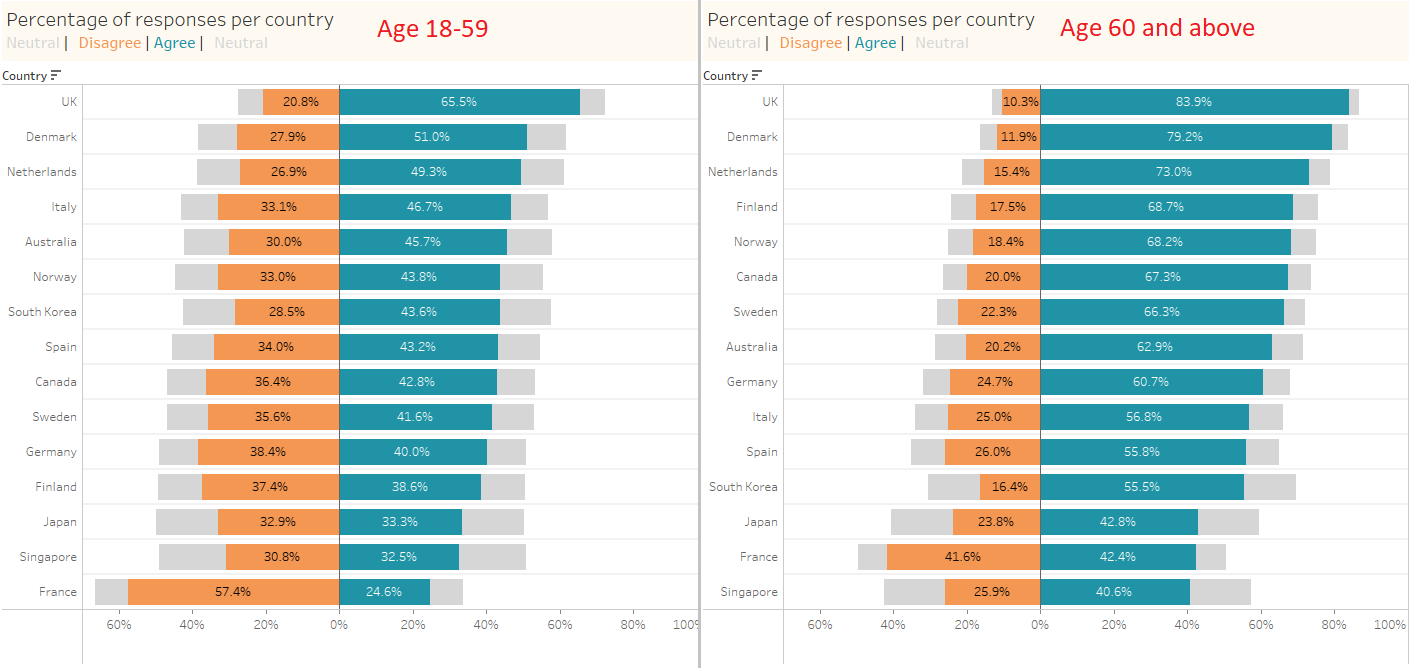 Percentage of responses per country
Age 18-59
Neutral | Disagree | Agree | Neutral
Country
UK 20.8% 65.5%
Denmark 27.9% 51.0%
Netherlands 26.9% 49.3%
Italy 33.1% 46.7%
Australia 30.0% 45.7%
Norway 33.0% 43.8%
South Korea 28.5% 43.6%
Spain 34.0% 43.2%
Canada 36.4% 42.8%
Sweden 35.6% 41.6%
Germany 38.4% 40.0%
Finland 37.4% 38.6%
Japan 32.9% 33.3%
Singapore 30.8% 32.5%
France 57.4% 24.6%
60% 40% 20% 0% 20% 40% 60% 80% 100%
Percentage of responses per country
Age 60 and above
Neutral | Disagree | Agree | Neutral
Country
UK 10.3% 83.9%
Denmark 11.9% 79.2%
Netherlands 15.4% 73.0%
Finland 17.5% 68.7%
Norway 18.4% 68.2%
Canada 20.0% 67.3%
Sweden 22.3% 66.3%
Australia 20.2% 62.9%
Germany 24.7% 60.7%
Italy 25.0% 56.8%
Spain 26.0% 55.8%
South Korea 16.4% 55.5%
Japan 23.8% 42.8%
France 41.6% 42.4%
Singapore 25.9% 40.6%
60% 40% 20% 0% 20% 40% 60% 80% 100%